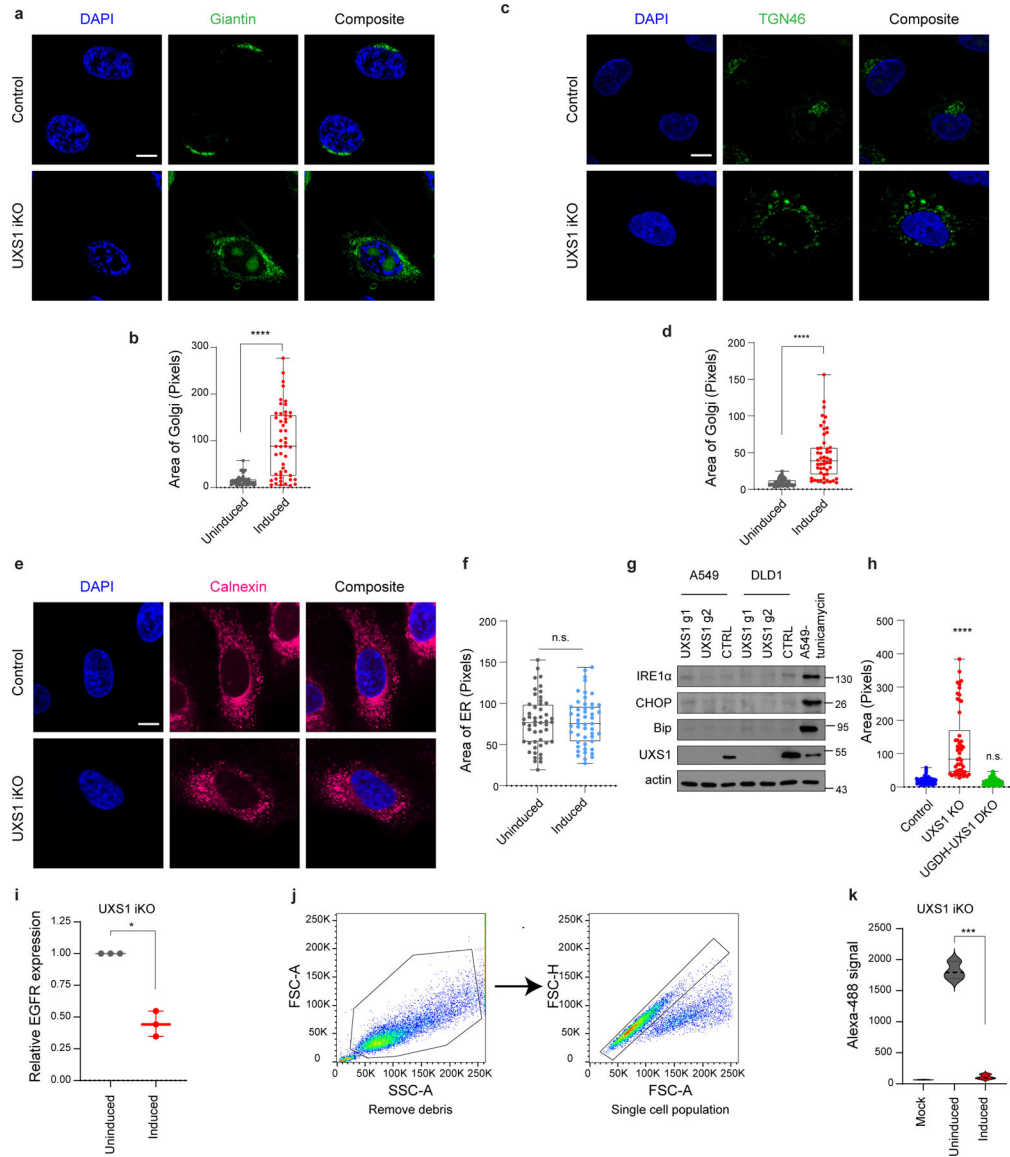 a
DAPI
Giantin
Composite
Control
UXS1 iKO
c
DAPI
TGN46
Composite
Control
UXS1 iKO
b
****
Area of Golgi (Pixels)
300
200
100
0
Uninduced
Induced
d
****
Area of Golgi (Pixels)
200
150
100
50
0
Uninduced
Induced
e
DAPI
Calnexin
Composite
Control
UXS1 iKO
f
n.s.
Area of ER (Pixels)
200
150
100
50
0
Uninduced
Induced
g
A549
DLD1
UXS1 g1
UXS1 g2
CTRL
UXS1 g1
UXS1 g2
CTRL
A549-
tunicamycin
IRE1α
130
CHOP
26
Bip
95
UXS1
55
actin
43
h
****
n.s.
Area (Pixels)
500
400
300
200
100
0
Control
UXS1 KO
UGDH-UXS1 DKO
i
UXS1 iKO
*
Relative EGFR expression
1.25
1.00
0.75
0.50
0.25
0.00
Uninduced
Induced
j
FSC-A
250K
200K
150K
100K
50K
0
0 50K 100K 150K 200K 250K
SSC-A
Remove debris
FSC-H
250K
200K
150K
100K
50K
0
0 50K 100K 150K 200K 250K
FSC-A
Single cell population
k
UXS1 iKO
***
Alexa-488 signal
2500
2000
1500
1000
500
0
Mock
Uninduced
Induced